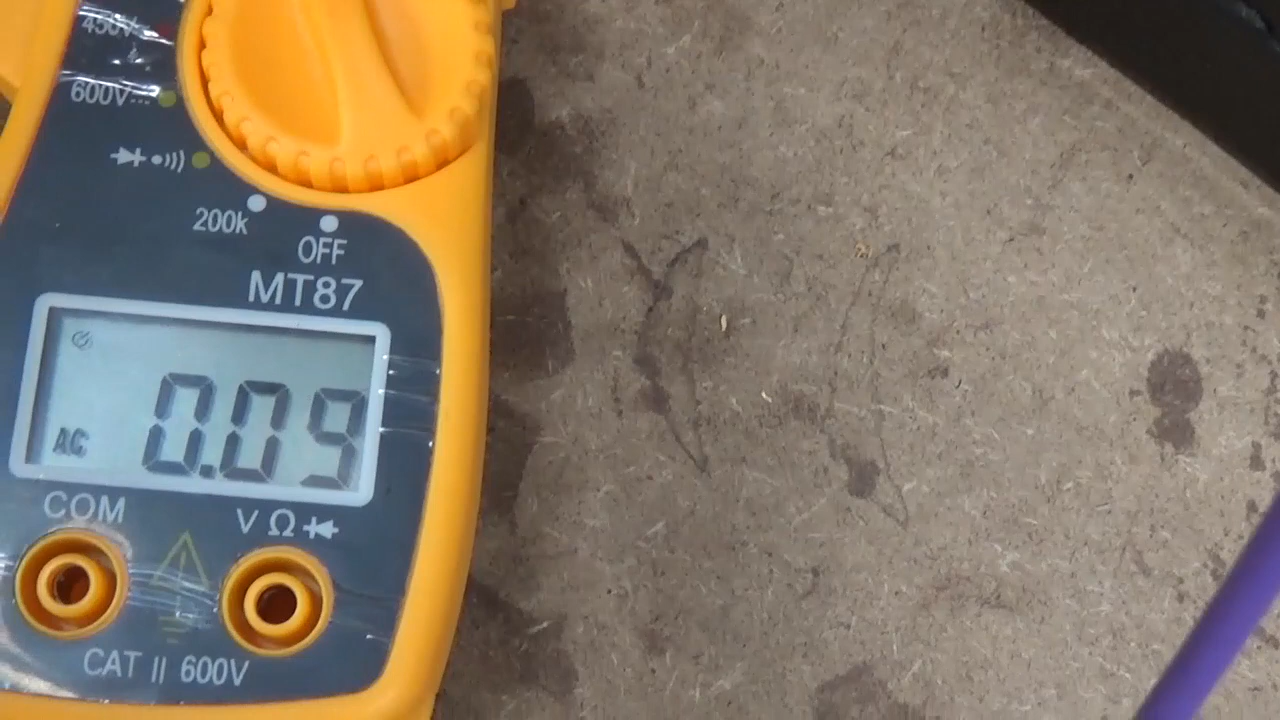 450V~
600V⎓
200k
OFF
MT87
AC
0.09
COM
V Ω
CAT II 600V